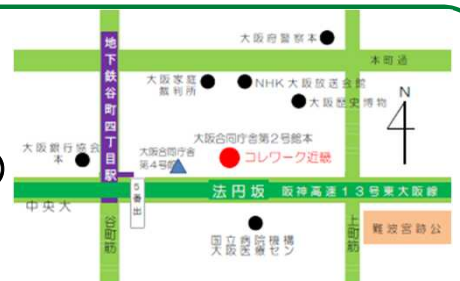 大阪府警察本
本町通
地下鉄谷町四丁目駅
大阪家庭
裁判所
NHK大阪放送会館
大阪歴史博物
N
大阪合同庁舎第2号館本
コレワーク近畿
大阪合同庁舎
第4号館
大阪銀行協会
本
5番出
法円坂
阪神高速13号東大阪線
中央大
谷町筋
国立病院機構
大阪医療セン
上町筋
難波宮跡公